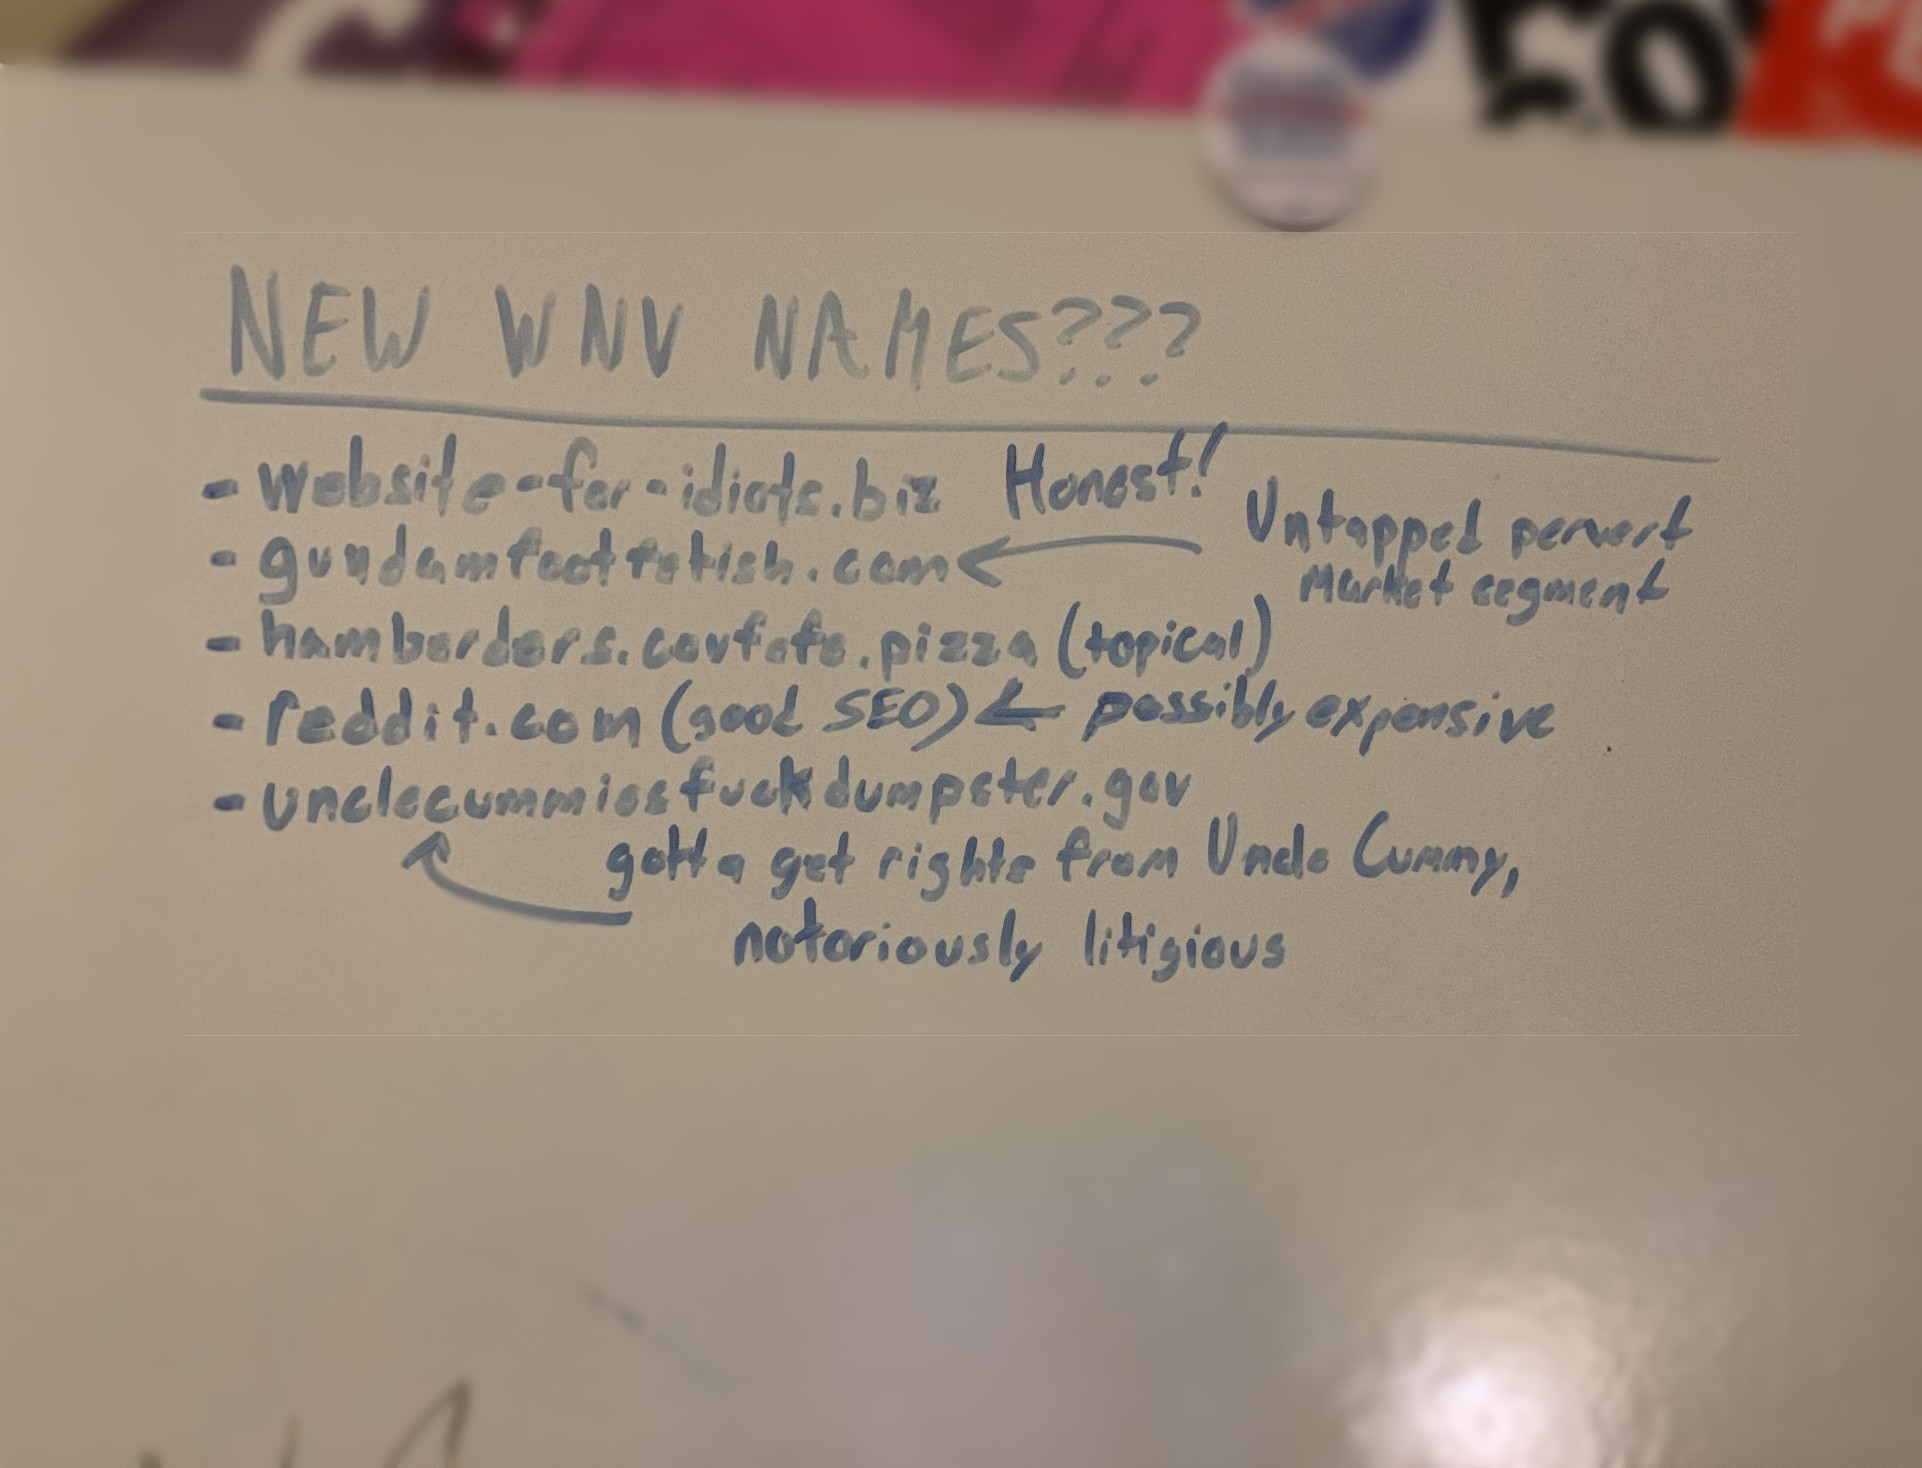 NEW WNV NAMES???
- website-for-idiots.biz Honest!
- gundamfootfetish.com ← Untapped pervert
market segment
- hamberders.covfefe.pizza (topical)
- reddit.com (good SEO) ← possibly expensive
- unclecummiesfuckdumpster.gov
gotta get rights from Uncle Cummy,
notoriously litigious